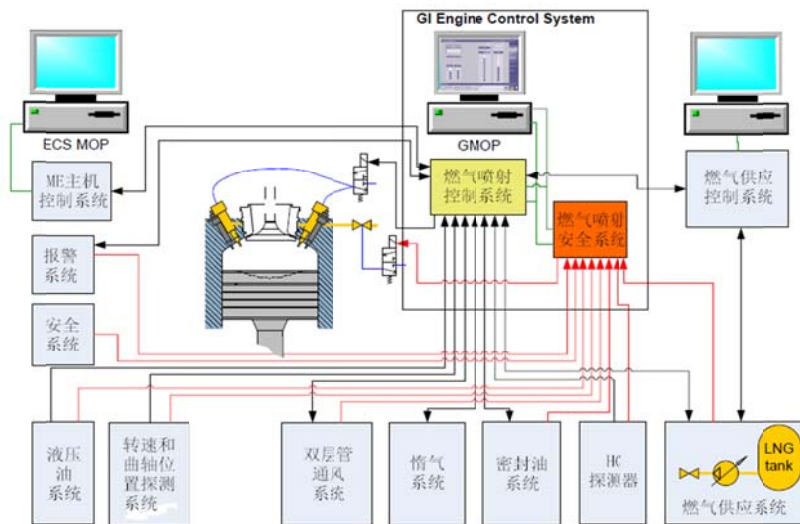 GI Engine Control System
ECS MOP
GMOP
ME主机
控制系统
燃气喷射
控制系统
燃气供应
控制系统
燃气喷射
安全系统
报警
系统
安全
系统
液压
油
系统
转速和
曲轴位
置探测
系统
双层管
通风
系统
惰气
系统
密封油
系统
HC
探测器
LNG
tank
燃气供应系统